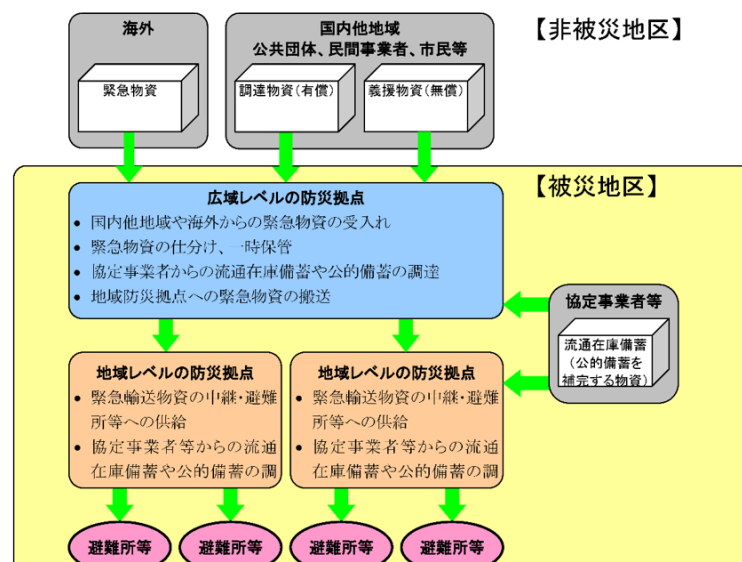 海外
緊急物資
国内他地域
公共団体、民間事業者、市民等
調達物資(有償)
義援物資(無償)
【非被災地区】
【被災地区】
広域レベルの防災拠点
• 国内他地域や海外からの緊急物資の受入れ
• 緊急物資の仕分け、一時保管
• 協定事業者からの流通在庫備蓄や公的備蓄の調達
• 地域防災拠点への緊急物資の搬送
協定事業者等
流通在庫備蓄
(公的備蓄を
補完する物資)
地域レベルの防災拠点
• 緊急輸送物資の中継・避難
所等への供給
• 協定事業者等からの流通
在庫備蓄や公的備蓄の調
地域レベルの防災拠点
• 緊急輸送物資の中継・避難
所等への供給
• 協定事業者等からの流通
在庫備蓄や公的備蓄の調
避難所等
避難所等
避難所等
避難所等